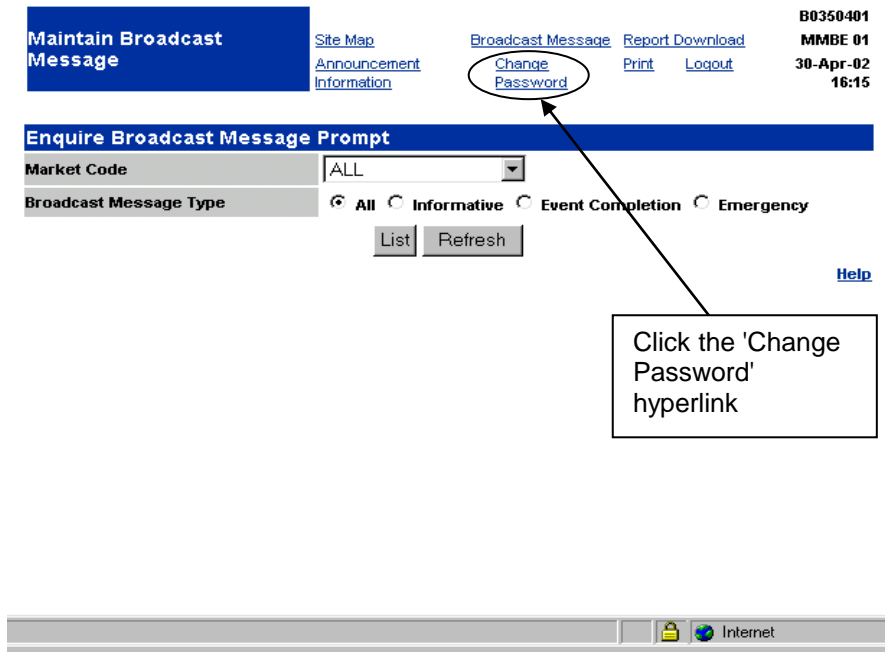 B0350401
Maintain Broadcast Site Map Broadcast Message Report Download MMBE 01
Message Announcement Change Print Logout 30-Apr-02
Information Password 16:15
Enquire Broadcast Message Prompt
Market Code ALL
Broadcast Message Type All Informative Event Completion Emergency
List Refresh
Help
Click the 'Change
Password'
hyperlink
Internet